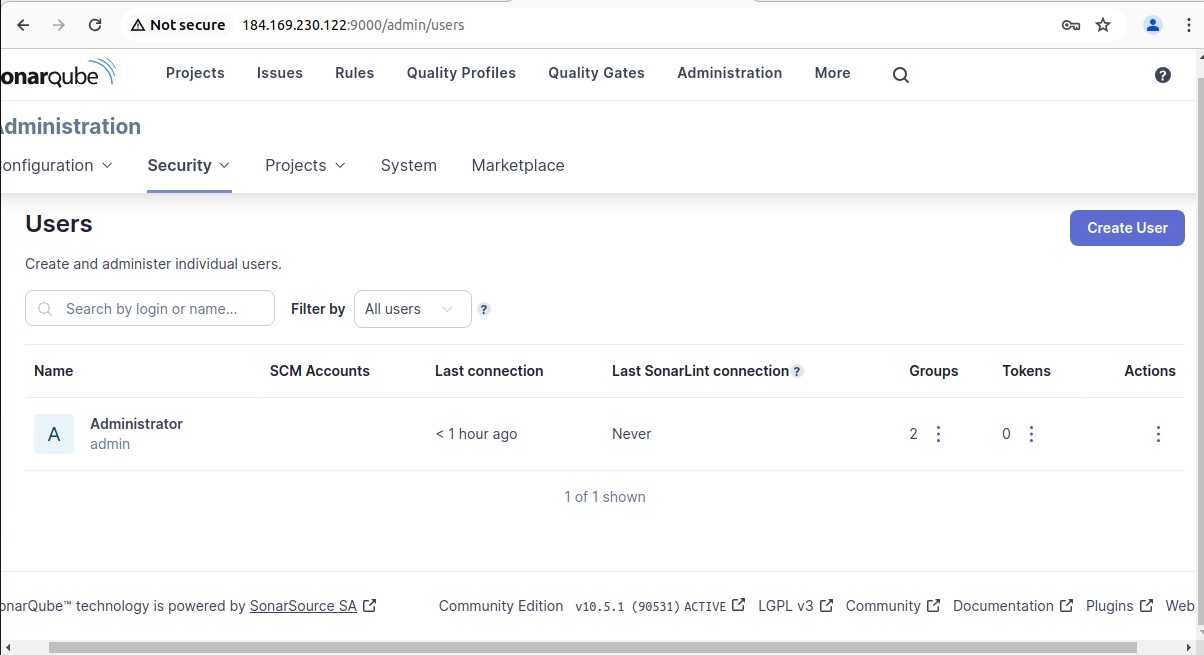 Not secure 184.169.230.122:9000/admin/users
onarqube Projects Issues Rules Quality Profiles Quality Gates Administration More ?
dministration
onfiguration Security Projects System Marketplace
Users
Create User
Create and administer individual users.
Search by login or name... Filter by All users ?
Name SCM Accounts Last connection Last SonarLint connection ? Groups Tokens Actions
A Administrator < 1 hour ago Never 2 0
admin
1 of 1 shown
onarQube™ technology is powered by SonarSource SA Community Edition v10.5.1 (90531) ACTIVE LGPL v3 Community Documentation Plugins Web